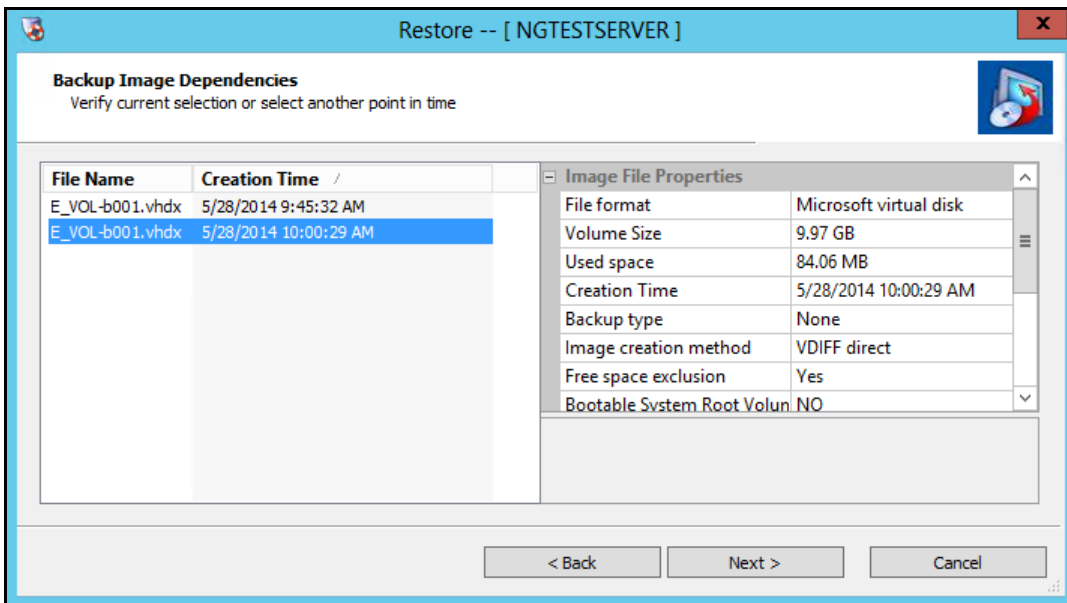 Restore -- [ NGTESTSERVER ]
x
Backup Image Dependencies
Verify current selection or select another point in time
File Name Creation Time /
E_VOL-b001.vhdx 5/28/2014 9:45:32 AM
E_VOL-b001.vhdx 5/28/2014 10:00:29 AM
Image File Properties
File format Microsoft virtual disk
Volume Size 9.97 GB
Used space 84.06 MB
Creation Time 5/28/2014 10:00:29 AM
Backup type None
Image creation method VDIFF direct
Free space exclusion Yes
Bootable System Root Volun NO
< Back Next > Cancel